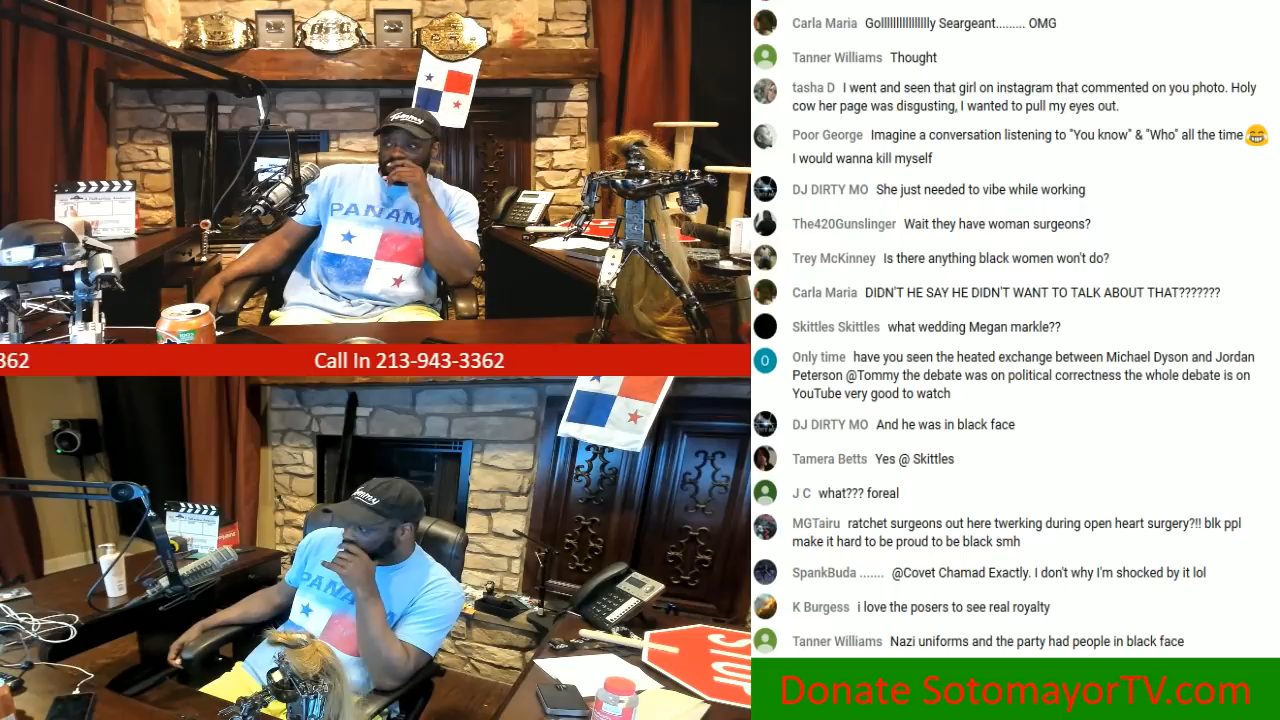 Tommy
PANAM
362
Call In 213-943-3362
Tommy
PANA
STOP
Carla Maria Gollllllllllllllllly Seargeant......... OMG
Tanner Williams Thought
tasha D I went and seen that girl on instagram that commented on you photo. Holy
cow her page was disgusting, I wanted to pull my eyes out.
Poor George Imagine a conversation listening to "You know" & "Who" all the time😂
I would wanna kill myself
DJ DIRTY MO She just needed to vibe while working
The420Gunslinger Wait they have woman surgeons?
Trey McKinney Is there anything black women won't do?
Carla Maria DIDN'T HE SAY HE DIDN'T WANT TO TALK ABOUT THAT???????
Skittles Skittles what wedding Megan markle??
O
Only time have you seen the heated exchange between Michael Dyson and Jordan
Peterson @Tommy the debate was on political correctness the whole debate is on
YouTube very good to watch
DJ DIRTY MO And he was in black face
Tamera Betts Yes @ Skittles
J C what??? foreal
MGTairu ratchet surgeons out here twerking during open heart surgery?!! blk ppl
make it hard to be proud to be black smh
SpankBuda ....... @Covet Chamad Exactly. I don't why I'm shocked by it lol
K Burgess i love the posers to see real royalty
Tanner Williams Nazi uniforms and the party had people in black face
Donate SotomayorTV.com